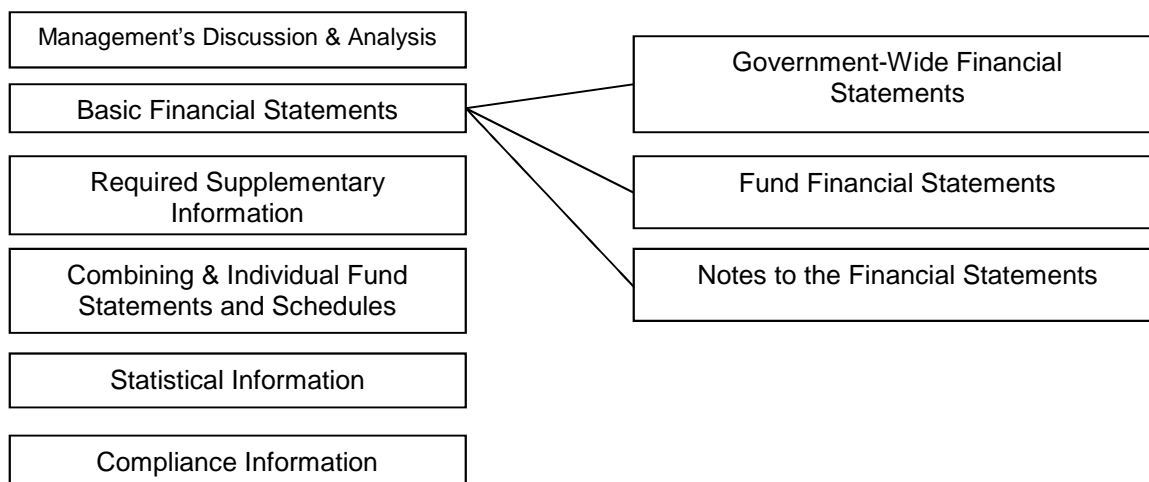 Management’s Discussion & Analysis
Basic Financial Statements
Required Supplementary
Information
Combining & Individual Fund
Statements and Schedules
Statistical Information
Compliance Information
Government-Wide Financial
Statements
Fund Financial Statements
Notes to the Financial Statements